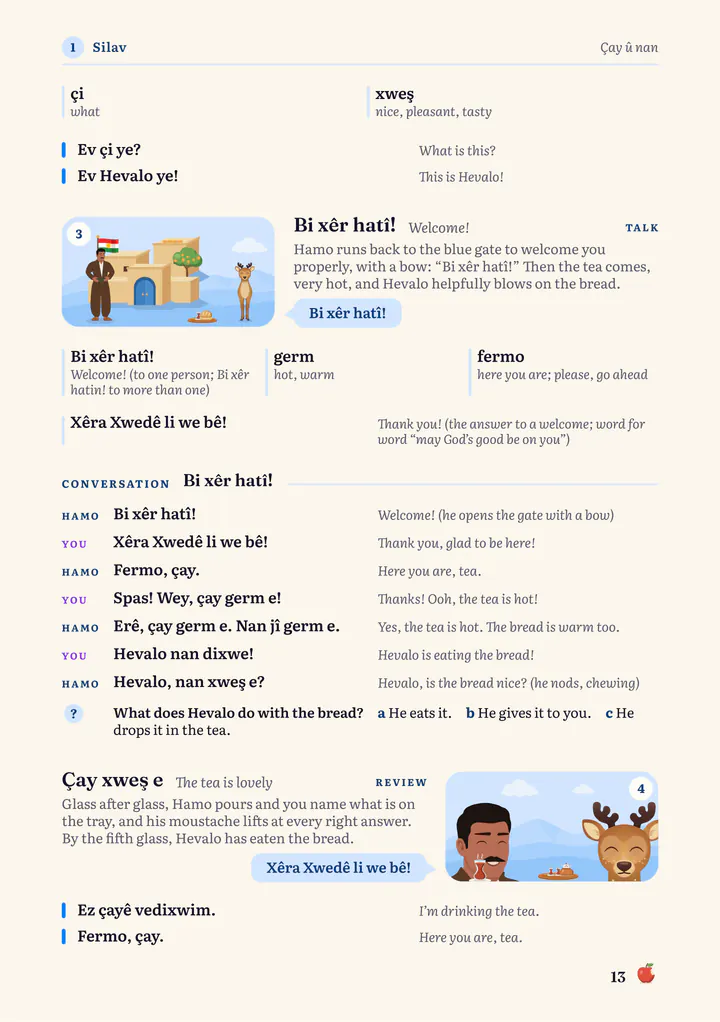 1 Silav
Çay û nan
çi
what
xweş
nice, pleasant, tasty
Ev çi ye?
What is this?
Ev Hevalo ye!
This is Hevalo!
3
Bi xêr hatî! Welcome!
TALK
Hamo runs back to the blue gate to welcome you
properly, with a bow: “Bi xêr hatî!” Then the tea comes,
very hot, and Hevalo helpfully blows on the bread.
Bi xêr hatî!
Bi xêr hatî!
Welcome! (to one person; Bi xêr
hatin! to more than one)
germ
hot, warm
fermo
here you are; please, go ahead
Xêra Xwedê li we bê!
Thank you! (the answer to a welcome; word for
word “may God’s good be on you”)
CONVERSATION Bi xêr hatî!
HAMO Bi xêr hatî!
Welcome! (he opens the gate with a bow)
YOU Xêra Xwedê li we bê!
Thank you, glad to be here!
HAMO Fermo, çay.
Here you are, tea.
YOU Spas! Wey, çay germ e!
Thanks! Ooh, the tea is hot!
HAMO Erê, çay germ e. Nan jî germ e.
Yes, the tea is hot. The bread is warm too.
YOU Hevalo nan dixwe!
Hevalo is eating the bread!
HAMO Hevalo, nan xweş e?
Hevalo, is the bread nice? (he nods, chewing)
? What does Hevalo do with the bread? a He eats it. b He gives it to you. c He
drops it in the tea.
Çay xweş e The tea is lovely
REVIEW
Glass after glass, Hamo pours and you name what is on
the tray, and his moustache lifts at every right answer.
By the fifth glass, Hevalo has eaten the bread.
Xêra Xwedê li we bê!
4
Ez çayê vedixwim.
I’m drinking the tea.
Fermo, çay.
Here you are, tea.
13